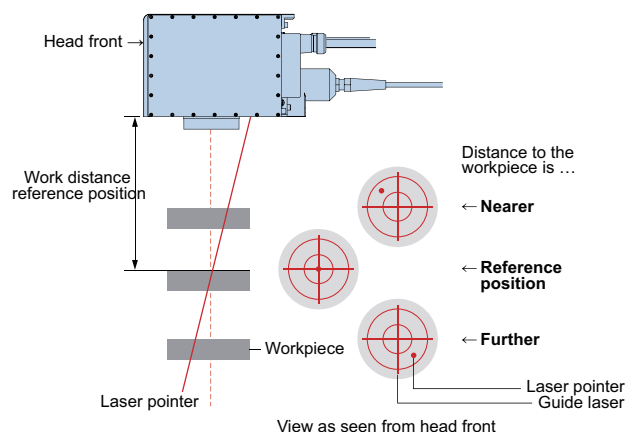 Head front
Work distance
reference position
Distance to the
workpiece is ...
← Nearer
← Reference
position
← Further
Workpiece
Laser pointer
Laser pointer
Guide laser
View as seen from head front